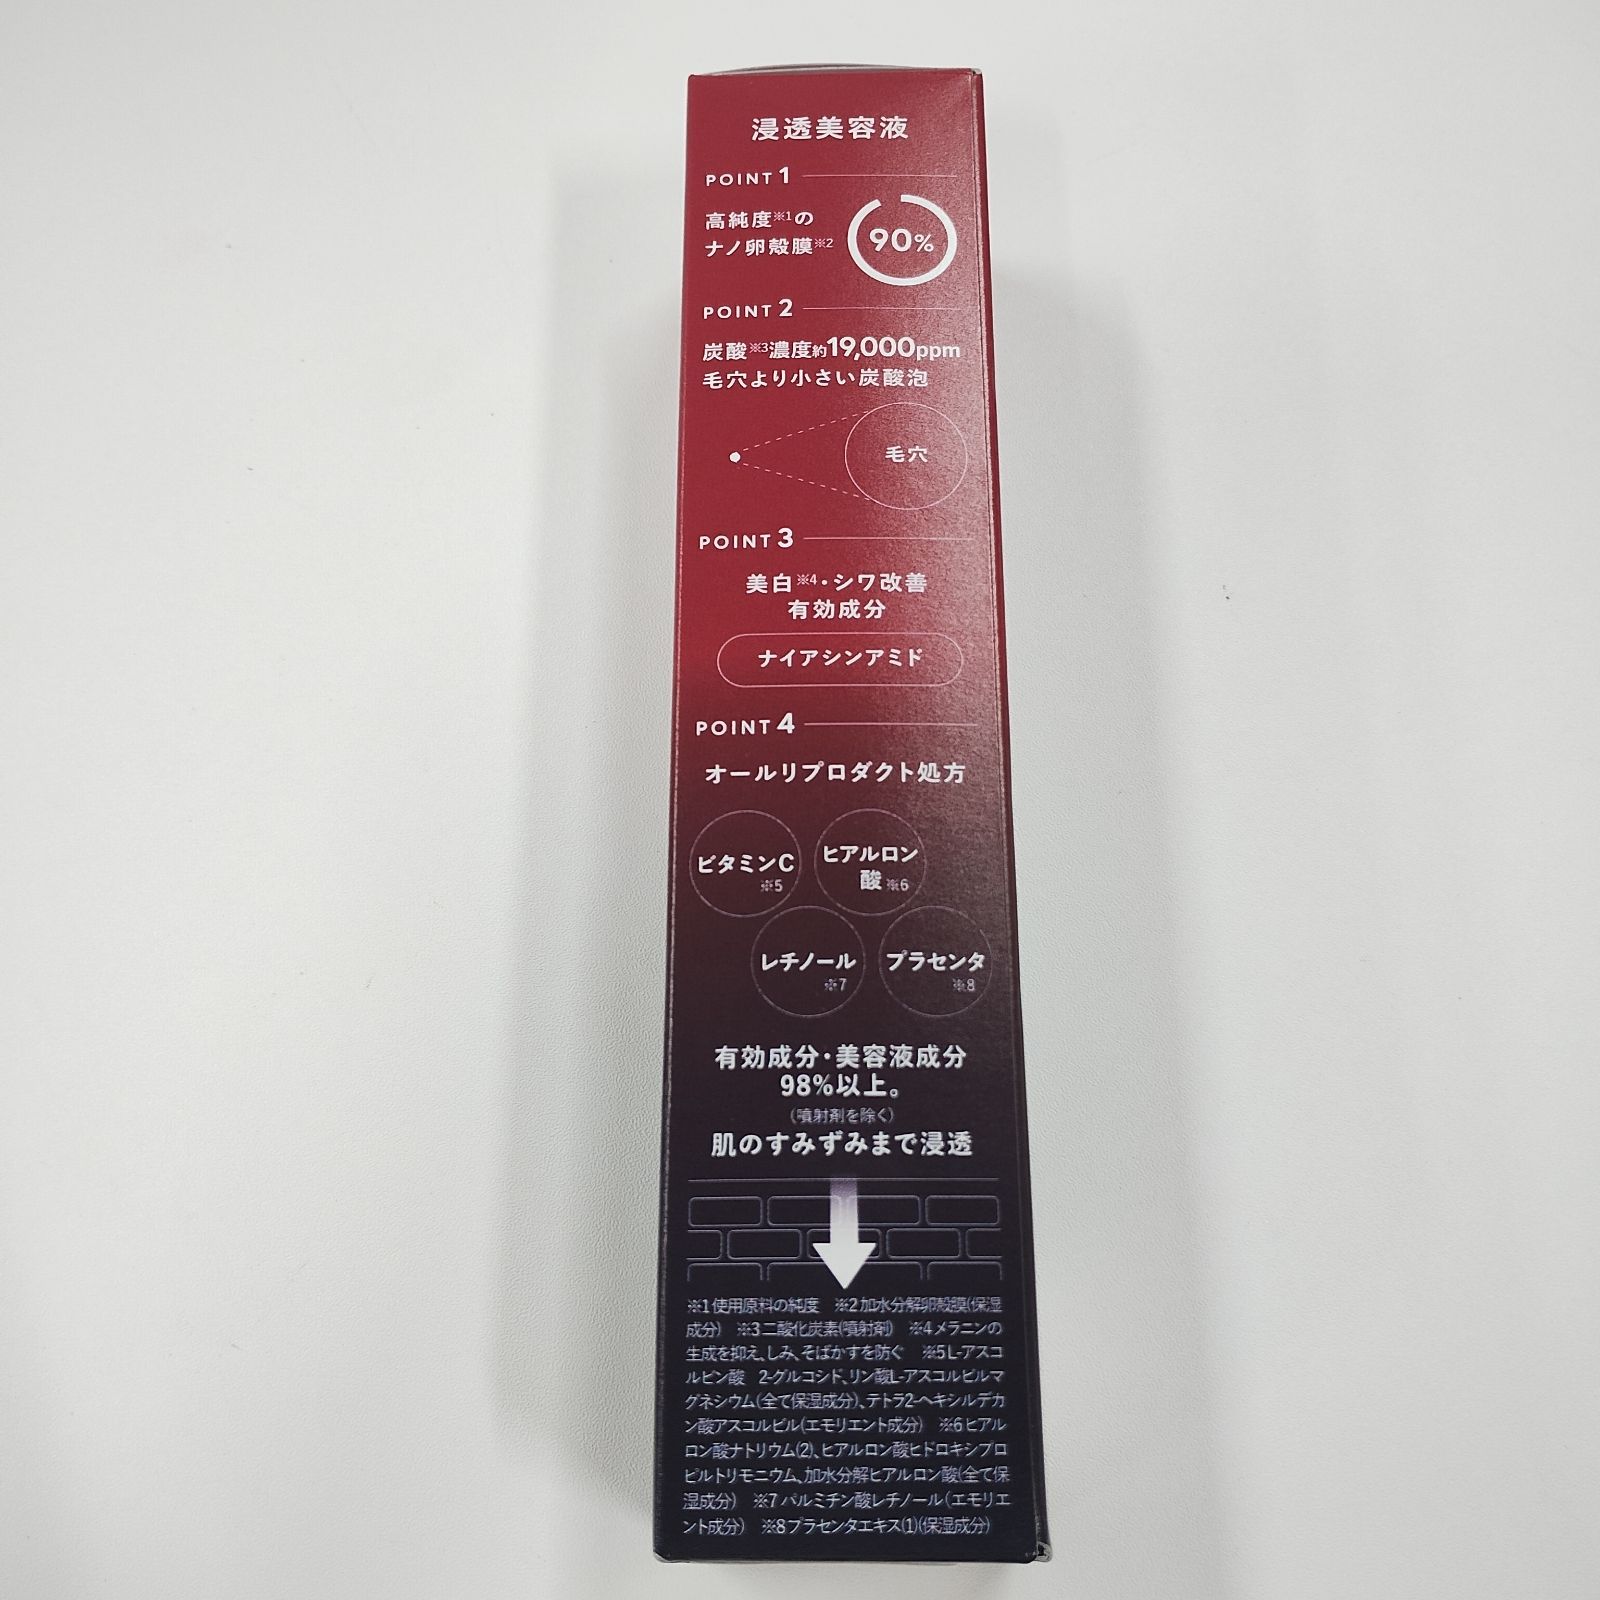 浸透美容液
POINT 1
高純度※1の
ナノ卵殻膜※2
90%
POINT 2
炭酸※3濃度約19,000ppm
毛穴より小さい炭酸泡
毛穴
POINT 3
美白※4・シワ改善
有効成分
ナイアシンアミド
POINT 4
オールリプロダクト処方
ビタミンC
※5
ヒアルロン
酸※6
レチノール
※7
プラセンタ
※8
有効成分・美容液成分
98%以上。
(噴射剤を除く)
肌のすみずみまで浸透
※1使用原料の純度 ※2加水分解卵殻膜(保湿
成分) ※3二酸化炭素(噴射剤) ※4メラニンの
生成を抑え、しみ、そばかすを防ぐ ※5L-アスコ
ルビン酸 2-グルコシド、リン酸L-アスコルビルマ
グネシウム(全て保湿成分)、テトラ2-ヘキシルデカ
ン酸アスコルビル(エモリエント成分) ※6ヒアル
ロン酸ナトリウム(2)、ヒアルロン酸ヒドロキシプロ
ピルトリモニウム、加水分解ヒアルロン酸(全て保
湿成分) ※7パルミチン酸レチノール(エモリエ
ント成分) ※8プラセンタエキス(1)(保湿成分)